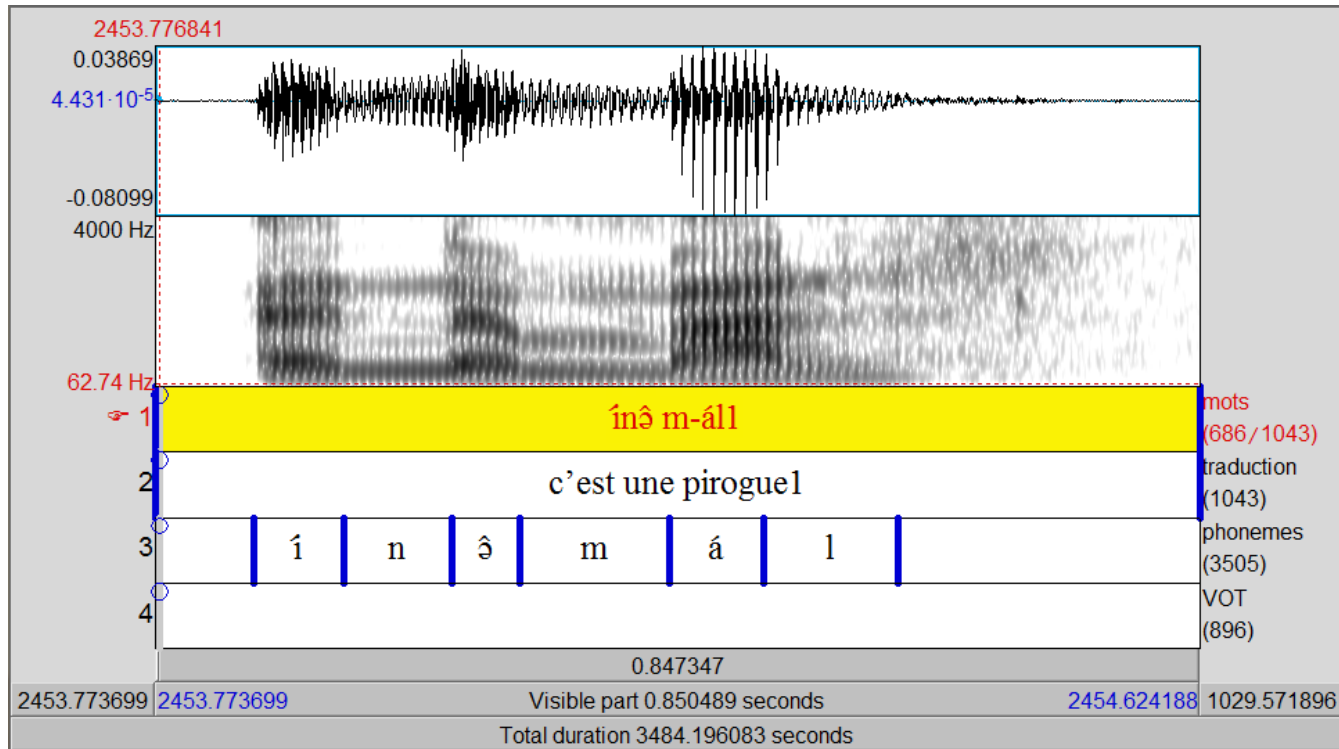 2453.776841
0.03869
4.431·10⁻⁵
-0.08099
4000 Hz
62.74 Hz
☞ 1 ínə̂ m-ál1 mots
(686/1043)
2 c’est une pirogue1 traduction
(1043)
3 í n ə̂ m á l phonemes
(3505)
4 VOT
(896)
0.847347
2453.773699 2453.773699 Visible part 0.850489 seconds 2454.624188 1029.571896
Total duration 3484.196083 seconds